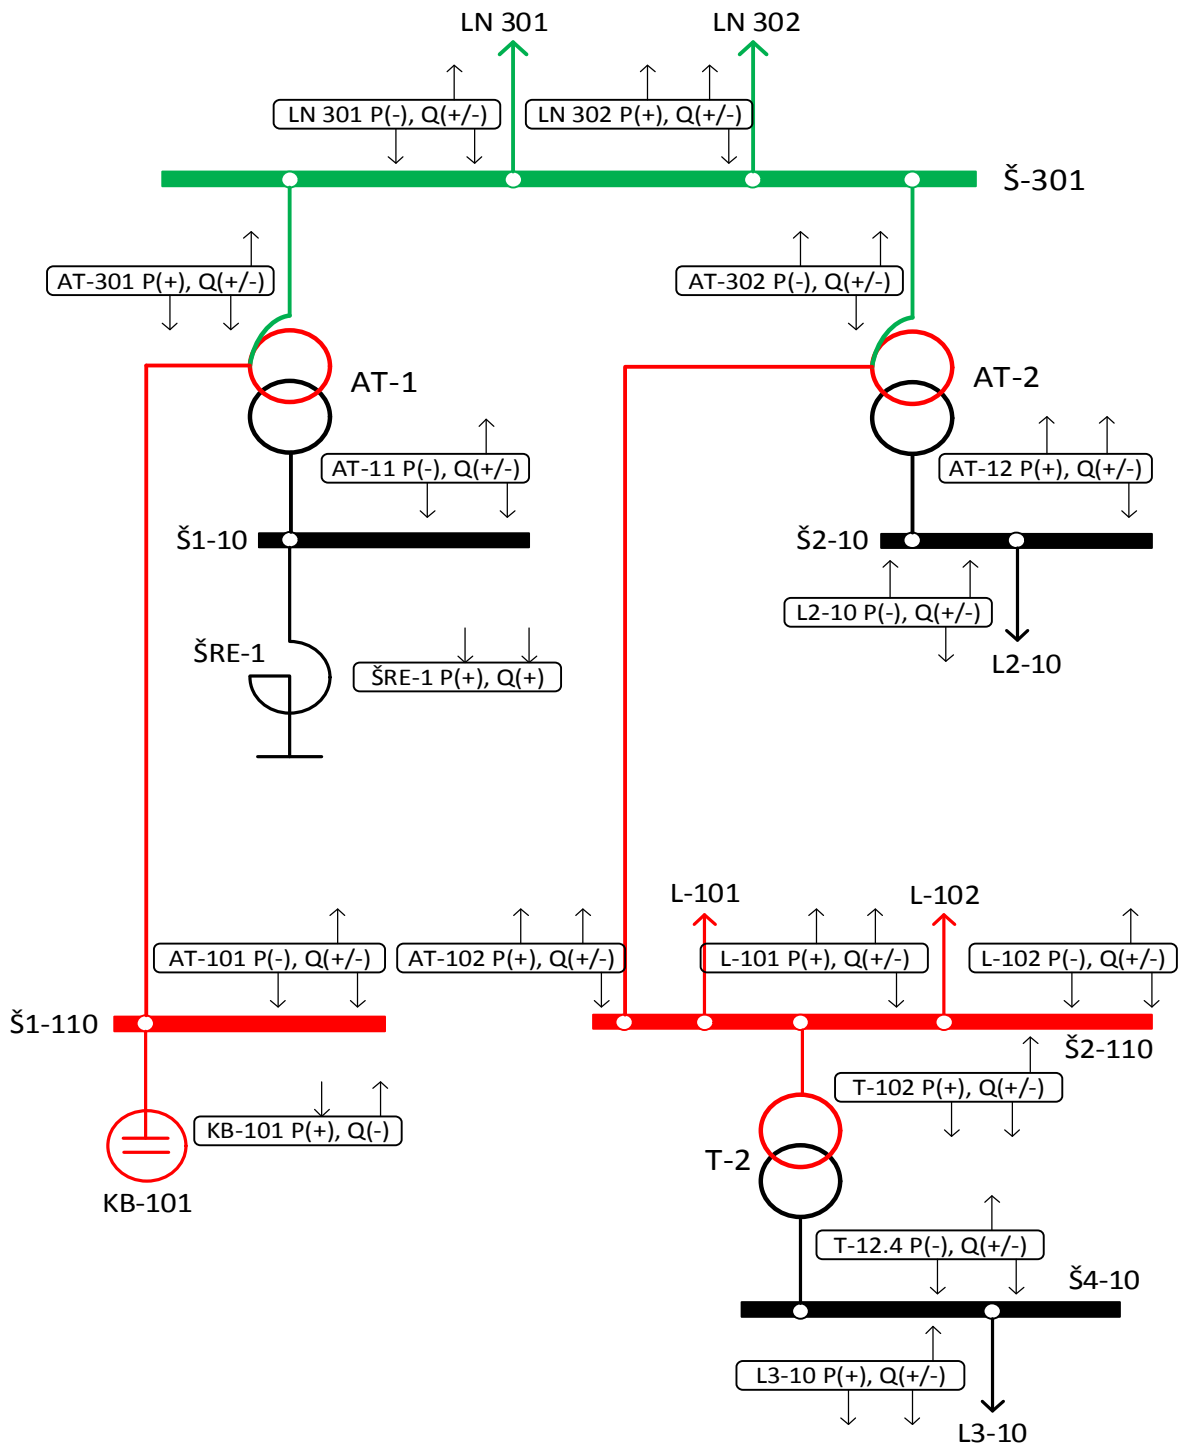 LN 301
LN 302
LN 301 P(-), Q(+/-)
LN 302 P(+), Q(+/-)
Š-301
AT-301 P(+), Q(+/-)
AT-302 P(-), Q(+/-)
AT-1
AT-2
AT-11 P(-), Q(+/-)
AT-12 P(+), Q(+/-)
Š1-10
Š2-10
L2-10 P(-), Q(+/-)
ŠRE-1
ŠRE-1 P(+), Q(+)
L2-10
L-101
L-102
AT-101 P(-), Q(+/-)
AT-102 P(+), Q(+/-)
L-101 P(+), Q(+/-)
L-102 P(-), Q(+/-)
Š1-110
Š2-110
T-102 P(+), Q(+/-)
KB-101 P(+), Q(-)
T-2
KB-101
T-12.4 P(-), Q(+/-)
Š4-10
L3-10 P(+), Q(+/-)
L3-10